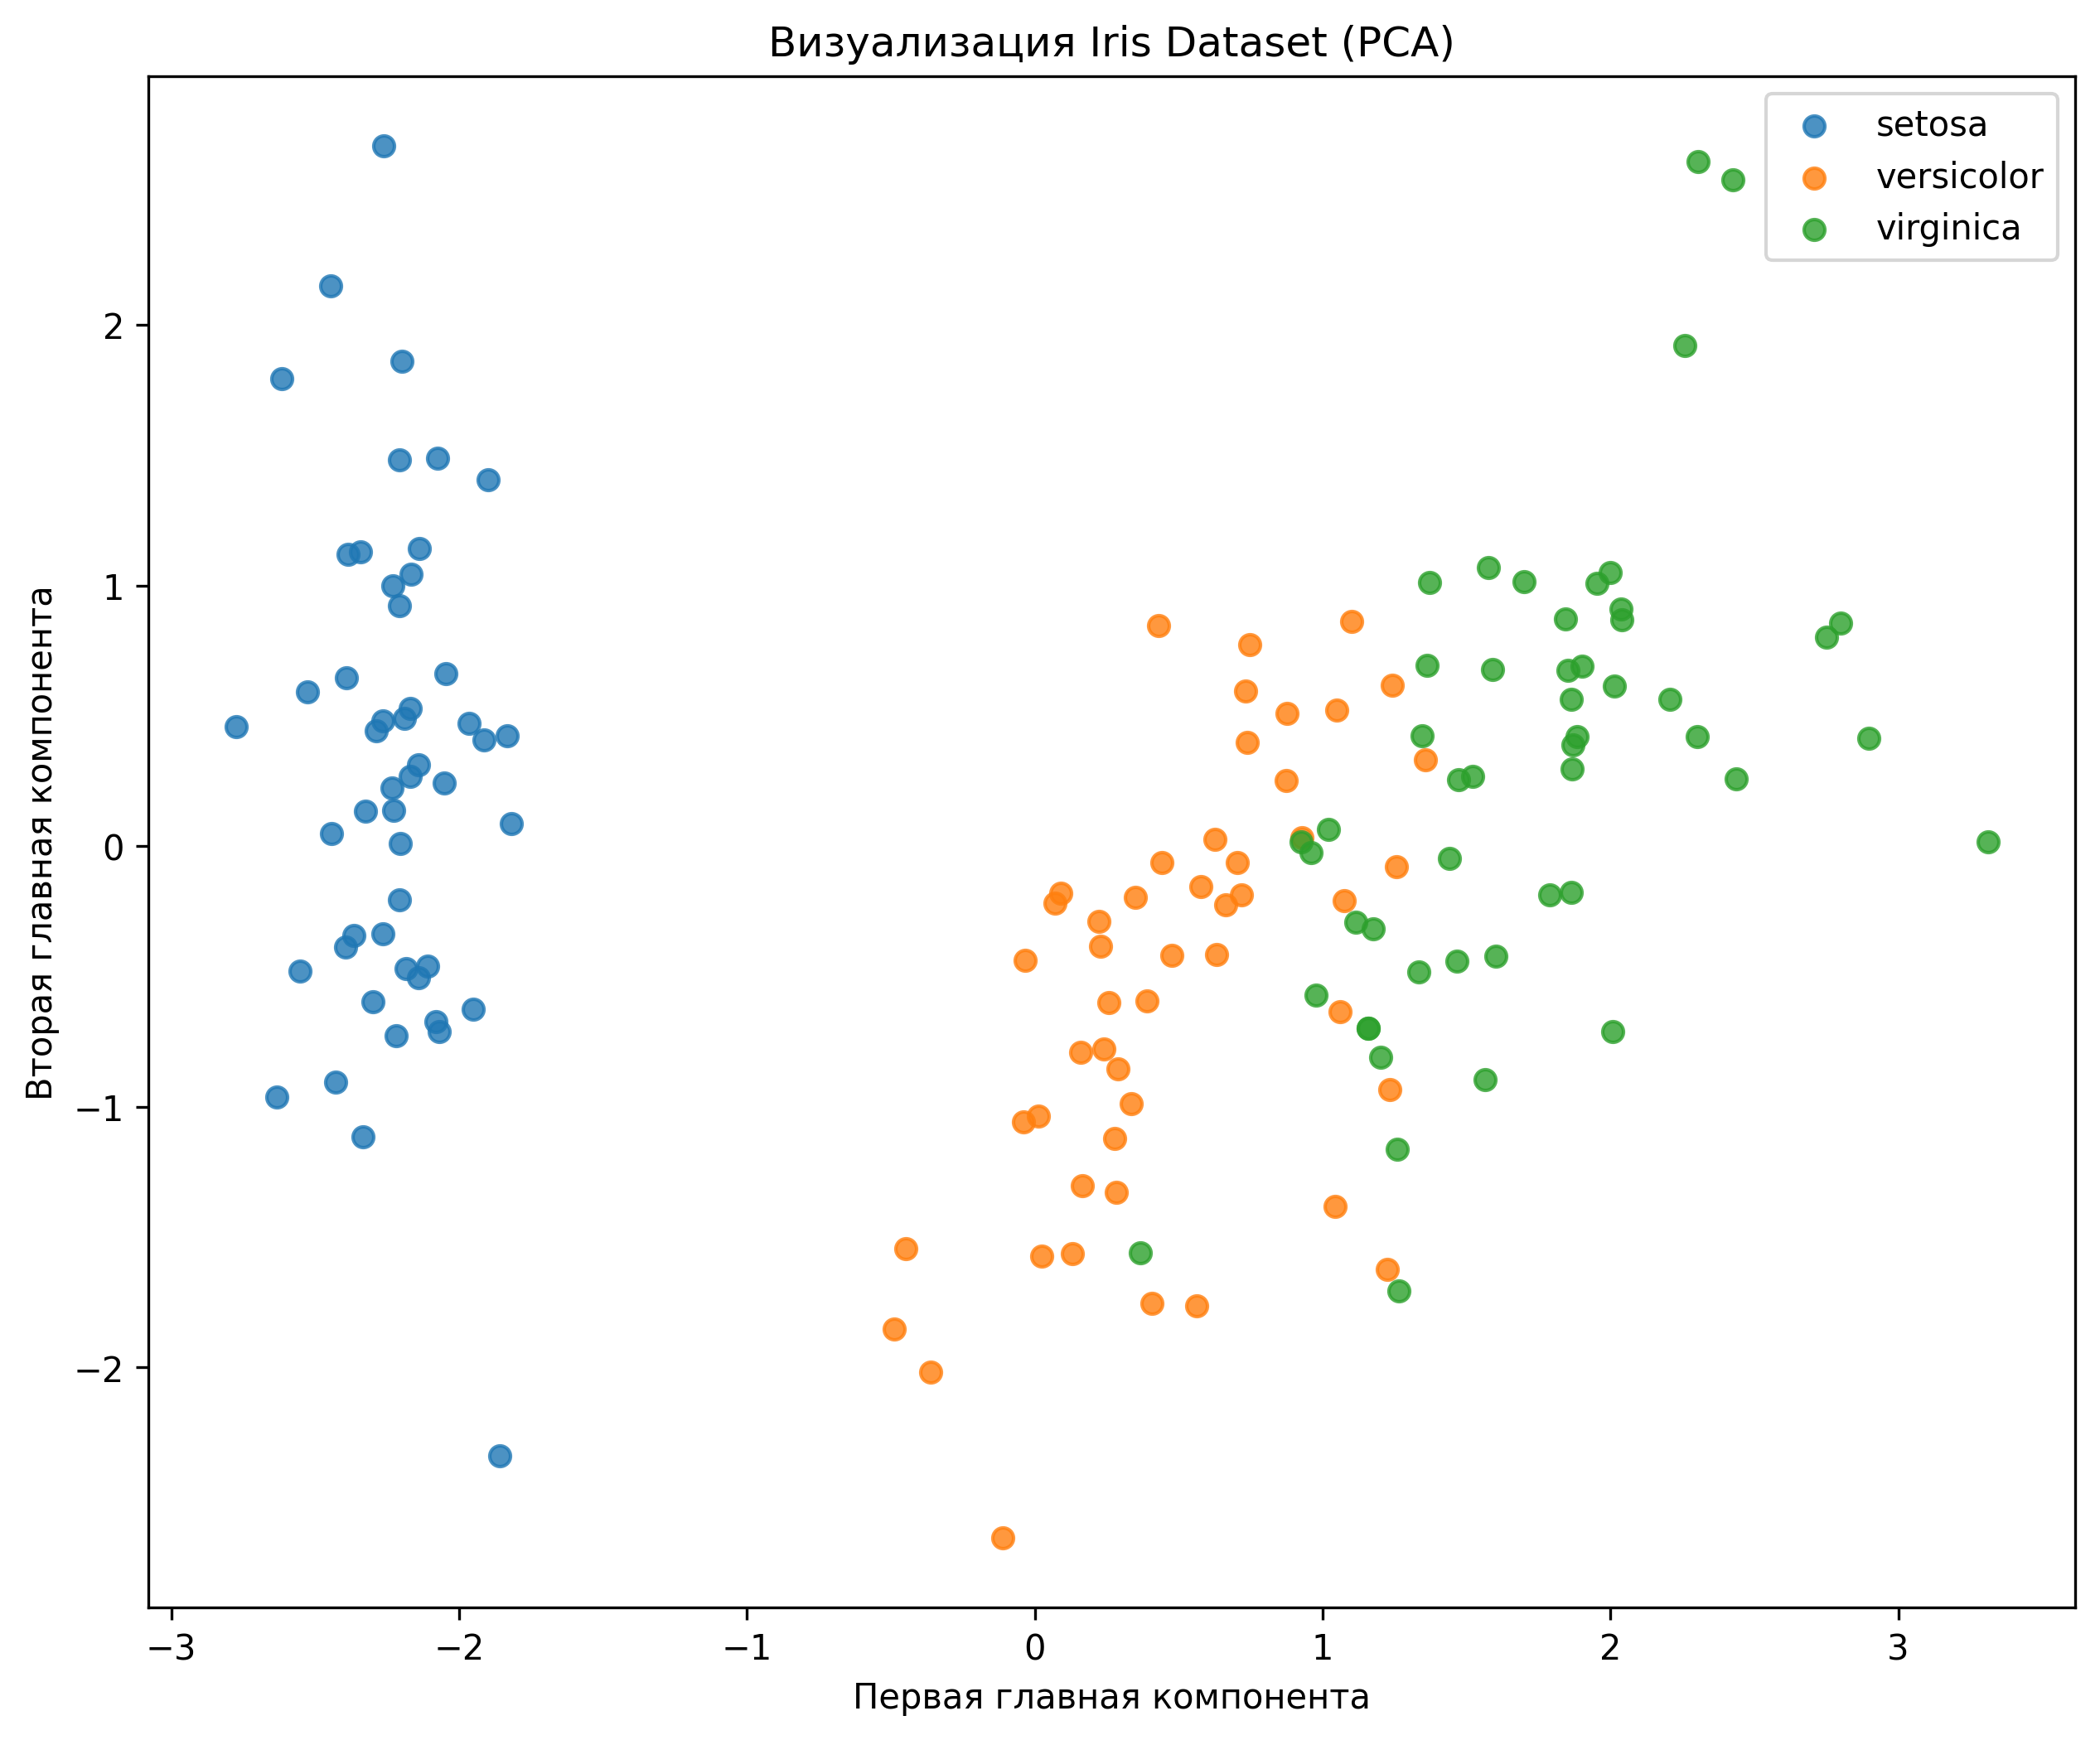 Визуализация Iris Dataset (PCA)
setosa
versicolor
virginica
Вторая главная компонента
2
1
0
−1
−2
−3
−2
−1
0
1
2
3
Первая главная компонента